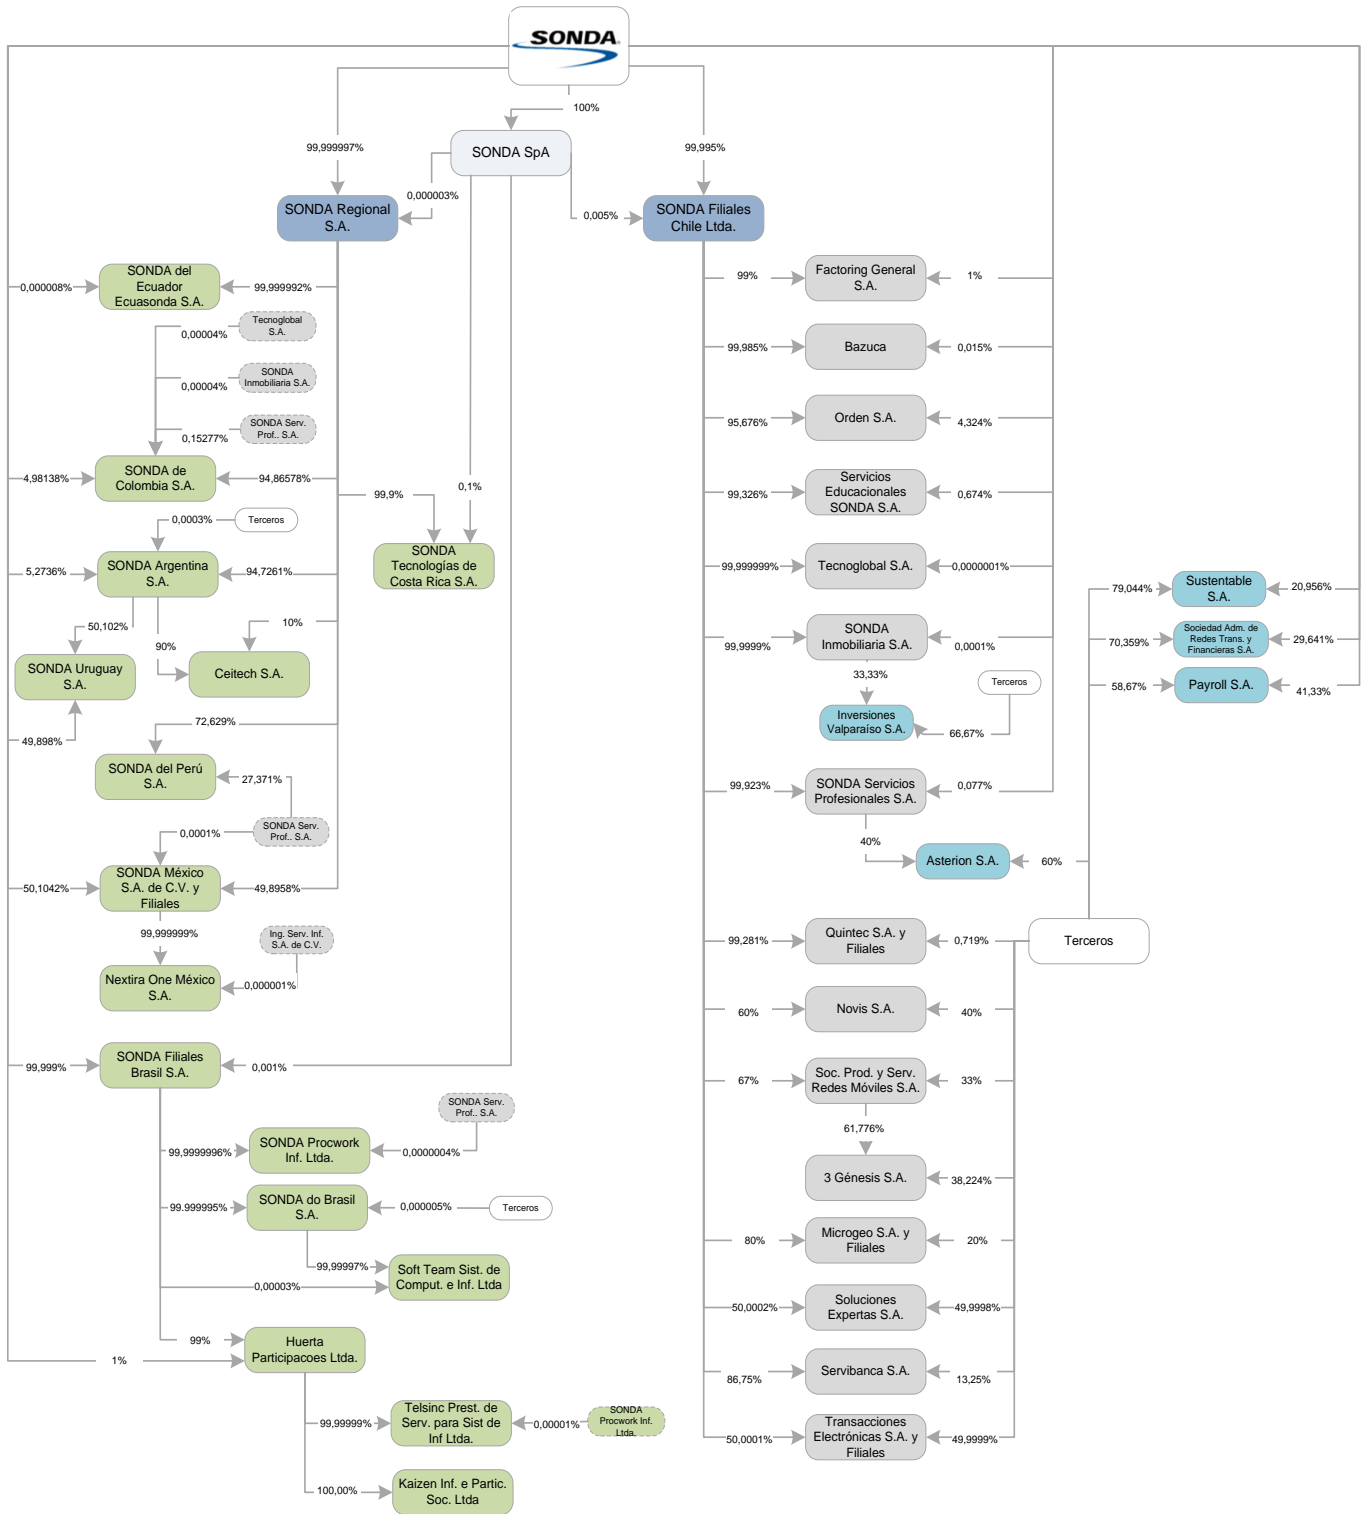 SONDA
100%
99,999997%
SONDA SpA
99,995%
0,000003%
SONDA Regional
S.A.
0,005%
SONDA Filiales
Chile Ltda.
0,000008%
SONDA del
Ecuador
Ecuasonda S.A.
99,999992%
99%
Factoring General
S.A.
1%
Tecnoglobal
S.A.
0,00004%
99,985%
Bazuca
0,015%
SONDA
Inmobiliaria S.A.
0,00004%
SONDA Serv.
Prof.. S.A.
0,15277%
95,676%
Orden S.A.
4,324%
4,98138%
SONDA de
Colombia S.A.
94,86578%
99,9%
0,1%
99,326%
Servicios
Educacionales
SONDA S.A.
0,674%
0,0003%
Terceros
5,2736%
SONDA Argentina
S.A.
94,7261%
SONDA
Tecnologías de
Costa Rica S.A.
99,999999%
Tecnoglobal S.A.
0,0000001%
79,044%
Sustentable
S.A.
20,956%
50,102%
90%
10%
99,9999%
SONDA
Inmobiliaria S.A.
0,0001%
70,359%
Sociedad Adm. de
Redes Trans. y
Financieras S.A.
29,641%
SONDA Uruguay
S.A.
Ceitech S.A.
33,33%
Terceros
58,67%
Payroll S.A.
41,33%
49,898%
72,629%
Inversiones
Valparaíso S.A.
66,67%
SONDA del Perú
S.A.
27,371%
99,923%
SONDA Servicios
Profesionales S.A.
0,077%
0,0001%
SONDA Serv.
Prof.. S.A.
40%
Asterion S.A.
60%
50,1042%
SONDA México
S.A. de C.V. y
Filiales
49,8958%
99,999999%
Ing. Serv. Inf.
S.A. de C.V.
99,281%
Quintec S.A. y
Filiales
0,719%
Terceros
Nextira One México
S.A.
0,000001%
60%
Novis S.A.
40%
99,999%
SONDA Filiales
Brasil S.A.
0,001%
67%
Soc. Prod. y Serv.
Redes Móviles S.A.
33%
SONDA Serv.
Prof.. S.A.
61,776%
99,9999996%
SONDA Procwork
Inf. Ltda.
0,0000004%
3 Génesis S.A.
38,224%
99.999995%
SONDA do Brasil
S.A.
0,000005%
Terceros
80%
Microgeo S.A. y
Filiales
20%
99,99997%
Soft Team Sist. de
Comput. e Inf. Ltda
0,00003%
50,0002%
Soluciones
Expertas S.A.
49,9998%
99%
Huerta
Participacoes Ltda.
1%
86,75%
Servibanca S.A.
13,25%
99,99999%
Telsinc Prest. de
Serv. para Sist de
Inf Ltda.
0,00001%
SONDA
Procwork Inf.
Ltda.
50,0001%
Transacciones
Electrónicas S.A. y
Filiales
49,9999%
100,00%
Kaizen Inf. e Partic.
Soc. Ltda